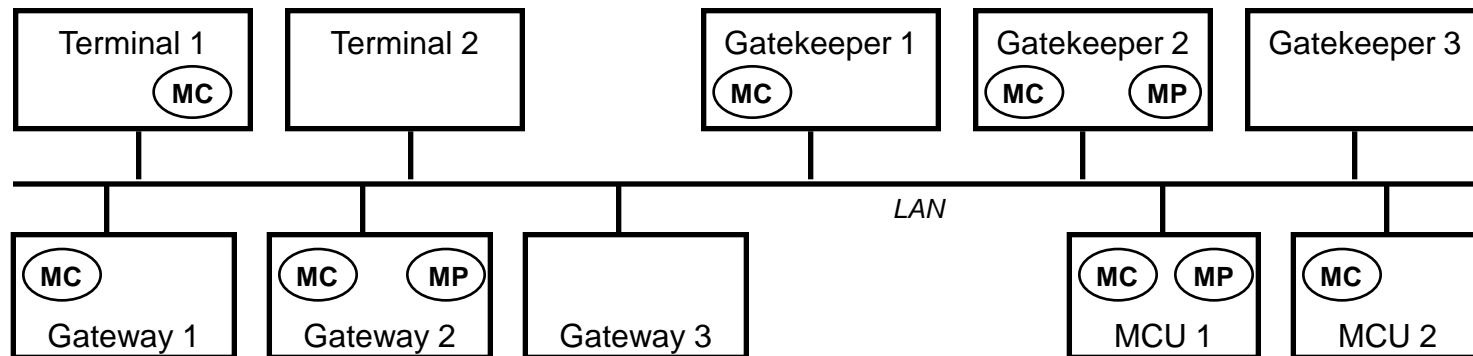 Terminal 1
MC
Terminal 2
Gatekeeper 1
MC
Gatekeeper 2
MC MP
Gatekeeper 3
LAN
MC
Gateway 1
MC MP
Gateway 2
Gateway 3
MC MP
MCU 1
MC
MCU 2